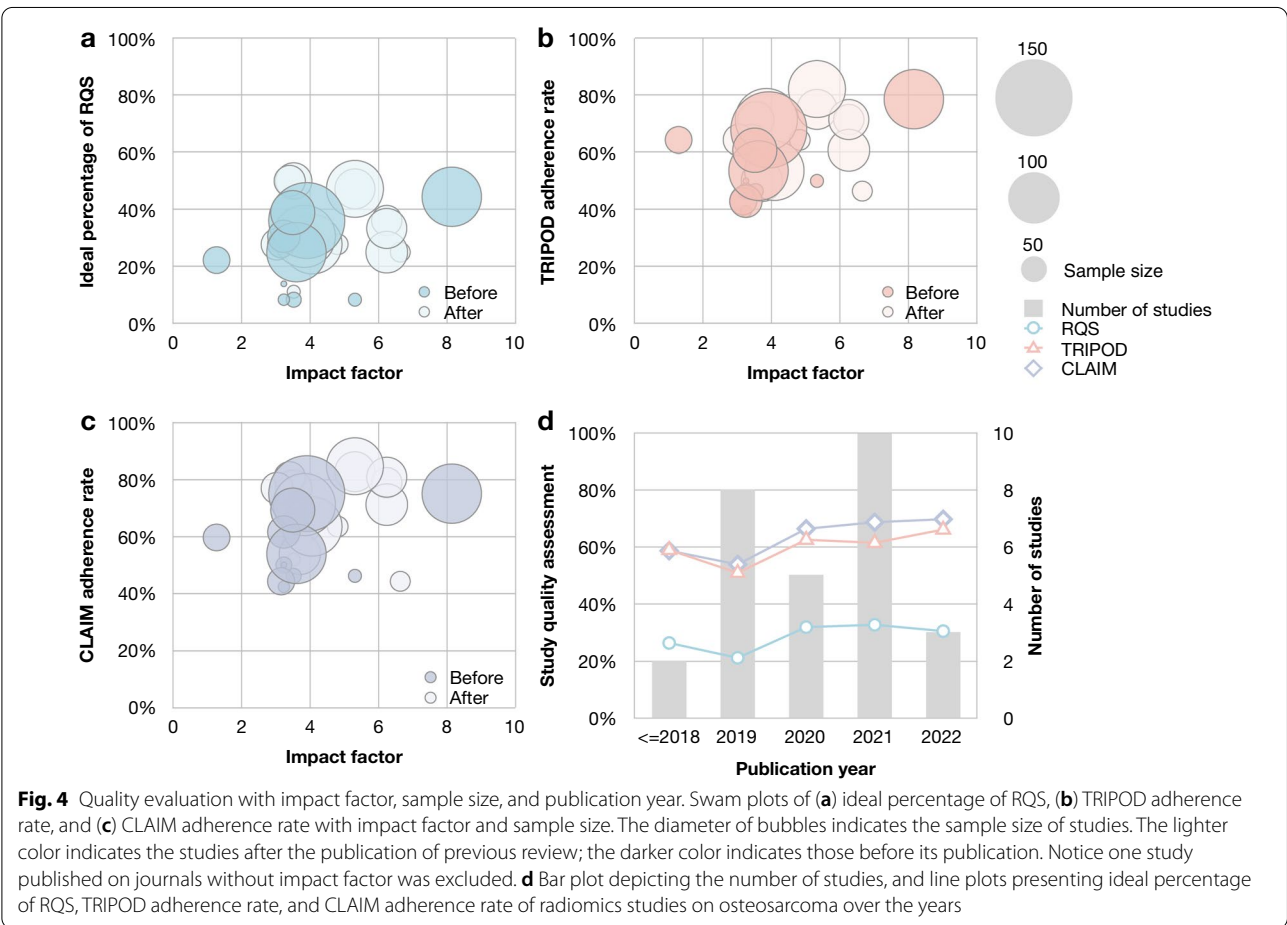 a
Ideal percentage of RQS
100%
80%
60%
40%
20%
0%
0 2 4 6 8 10
Impact factor
Before
After
b
TRIPOD adherence rate
100%
80%
60%
40%
20%
0%
0 2 4 6 8 10
Impact factor
Before
After
150
100
50
Sample size
Number of studies
RQS
TRIPOD
CLAIM
c
CLAIM adherence rate
100%
80%
60%
40%
20%
0%
0 2 4 6 8 10
Impact factor
Before
After
d
Study quality assessment
100%
80%
60%
40%
20%
0%
10
8
6
4
2
0
Number of studies
<=2018 2019 2020 2021 2022
Publication year
Fig. 4 Quality evaluation with impact factor, sample size, and publication year. Swam plots of (a) ideal percentage of RQS, (b) TRIPOD adherence
rate, and (c) CLAIM adherence rate with impact factor and sample size. The diameter of bubbles indicates the sample size of studies. The lighter
color indicates the studies after the publication of previous review; the darker color indicates those before its publication. Notice one study
published on journals without impact factor was excluded. d Bar plot depicting the number of studies, and line plots presenting ideal percentage
of RQS, TRIPOD adherence rate, and CLAIM adherence rate of radiomics studies on osteosarcoma over the years